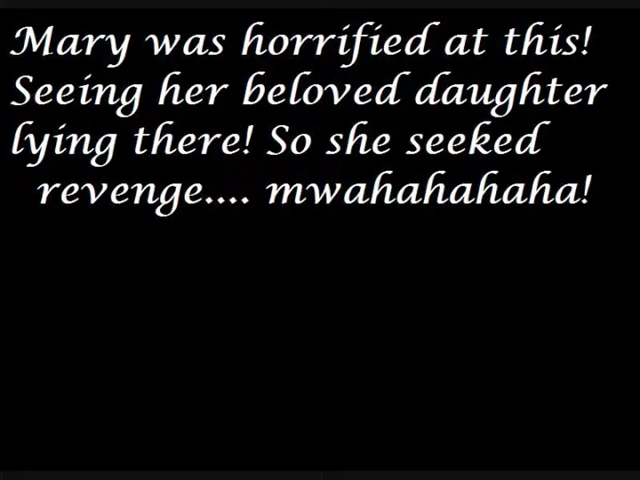 Mary was horrified at this!
Seeing her beloved daughter
lying there! So she seeked
revenge.... mwahahahaha!